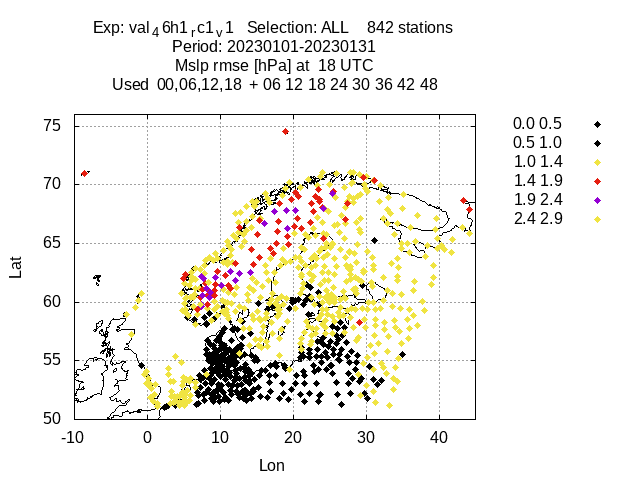 Exp: val4 6h1r c1v 1 Selection: ALL 842 stations
Period: 20230101-20230131
Mslp rmse [hPa] at 18 UTC
Used 00,06,12,18 + 06 12 18 24 30 36 42 48
75
70
65
60
55
50
Lat
-10 0 10 20 30 40
Lon
0.0 0.5
0.5 1.0
1.0 1.4
1.4 1.9
1.9 2.4
2.4 2.9